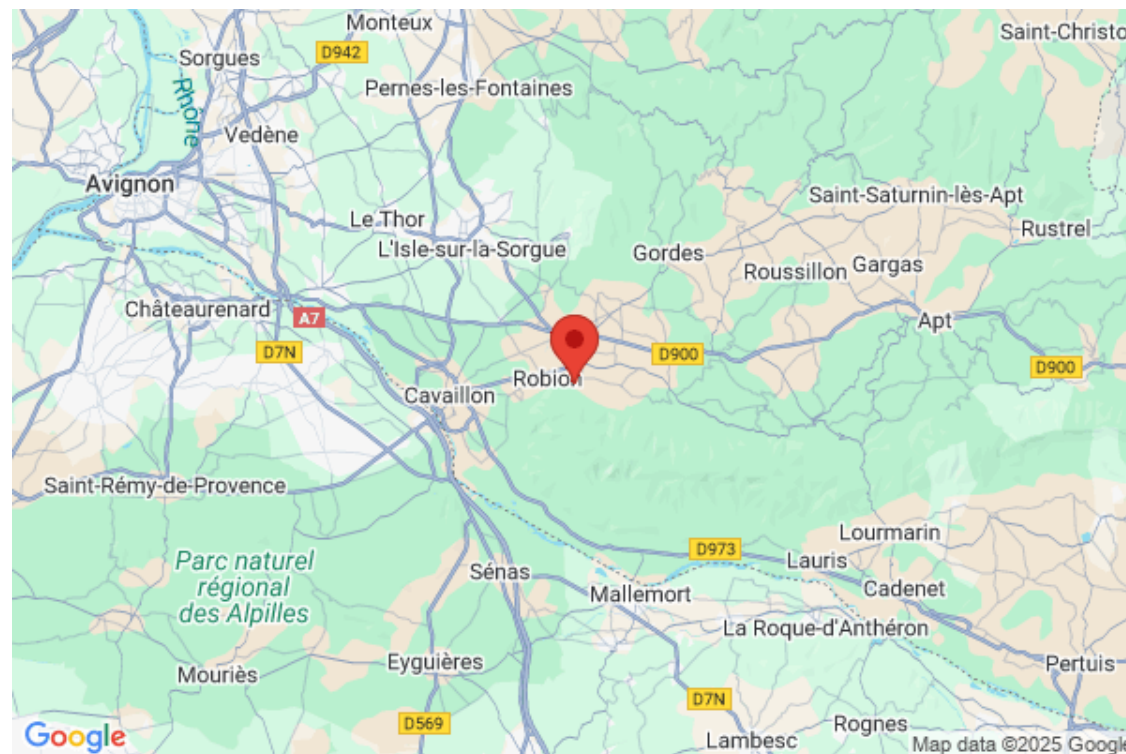 Monteux
Saint-Christo
Sorgues
D942
Pernes-les-Fontaines
Rhône
Vedène
Avignon
Saint-Saturnin-lès-Apt
Le Thor
Rustrel
L'Isle-sur-la-Sorgue
Gordes
Roussillon
Gargas
Châteaurenard
A7
Apt
D7N
D900
D900
Robion
Cavaillon
Saint-Rémy-de-Provence
Lourmarin
Parc naturel
régional
des Alpilles
D973
Lauris
Sénas
Cadenet
Mallemort
La Roque-d'Anthéron
Eyguières
Pertuis
Mouriès
D7N
D569
Rognes
Lambesc
Google
Map data ©2025 Google